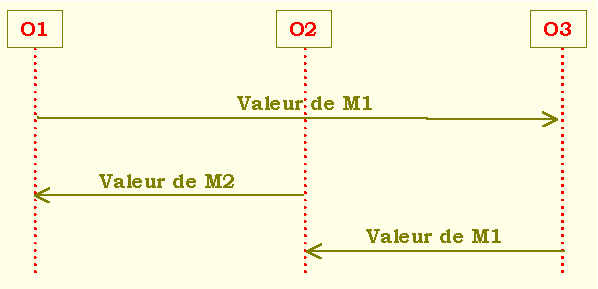 O1
O2
O3
Valeur de M1
Valeur de M2
Valeur de M1